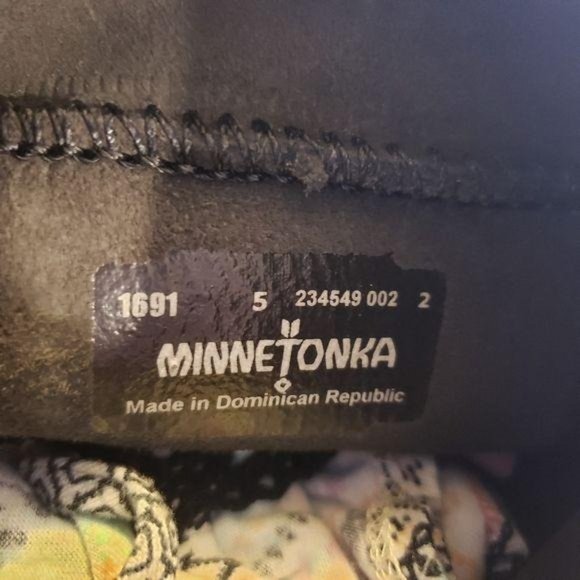 1691 5 234549 002 2
MINNETONKA
Made in Dominican Republic